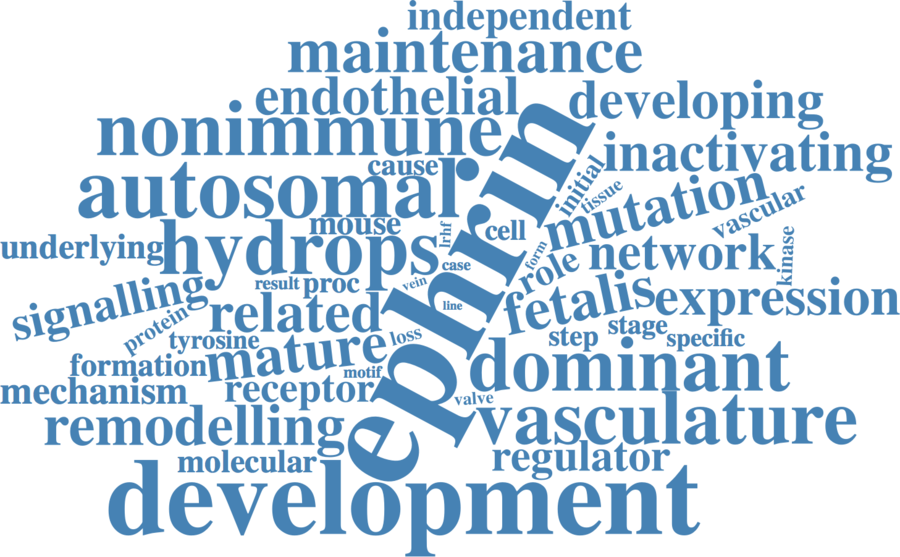 independent
maintenance
endothelial
developing
nonimmune
inactivating
cause
autosomal
initial
tissue
mutation
vascular
mouse
lrhf
cell
underlying
hydrops
form
network
kinase
case
role
result
proc
vein
signalling
fetalis
expression
related
line
ephrin
protein
tyrosine
loss
step
stage
specific
formation
mature
motif
dominant
mechanism
receptor
valve
remodelling
vasculature
molecular
regulator
development